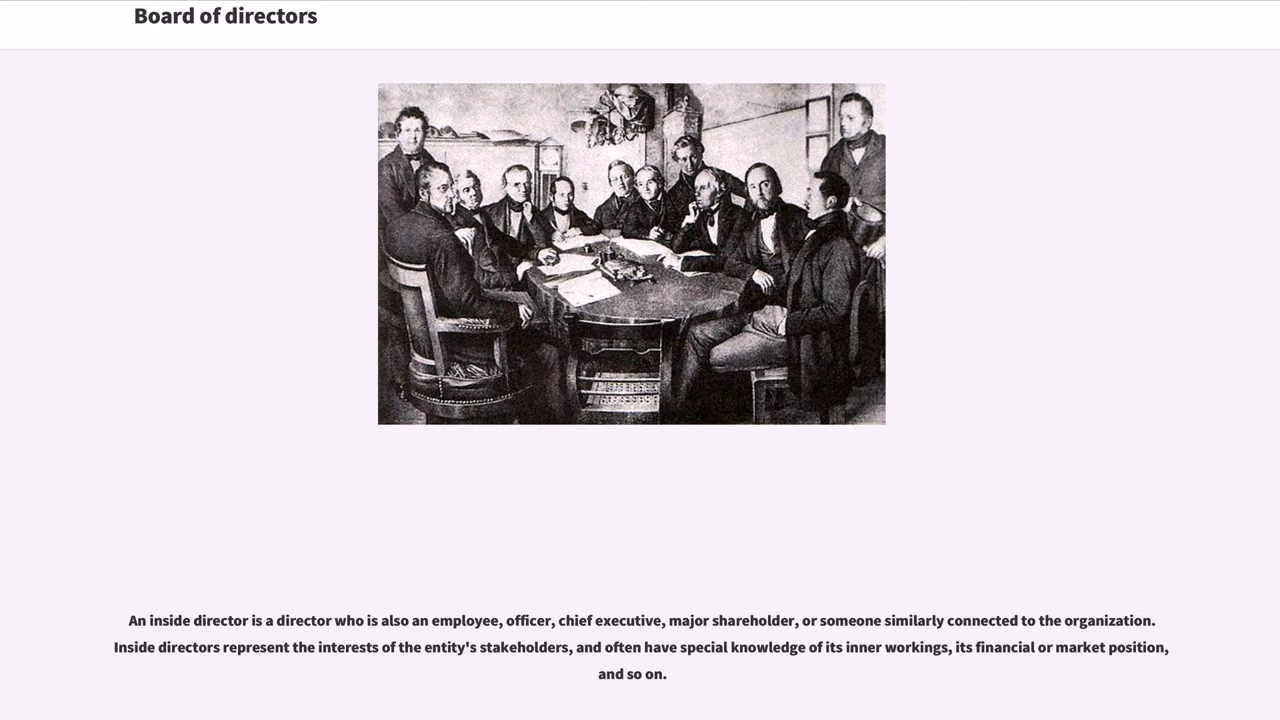 Board of directors
An inside director is a director who is also an employee, officer, chief executive, major shareholder, or someone similarly connected to the organization.
Inside directors represent the interests of the entity's stakeholders, and often have special knowledge of its inner workings, its financial or market position,
and so on.